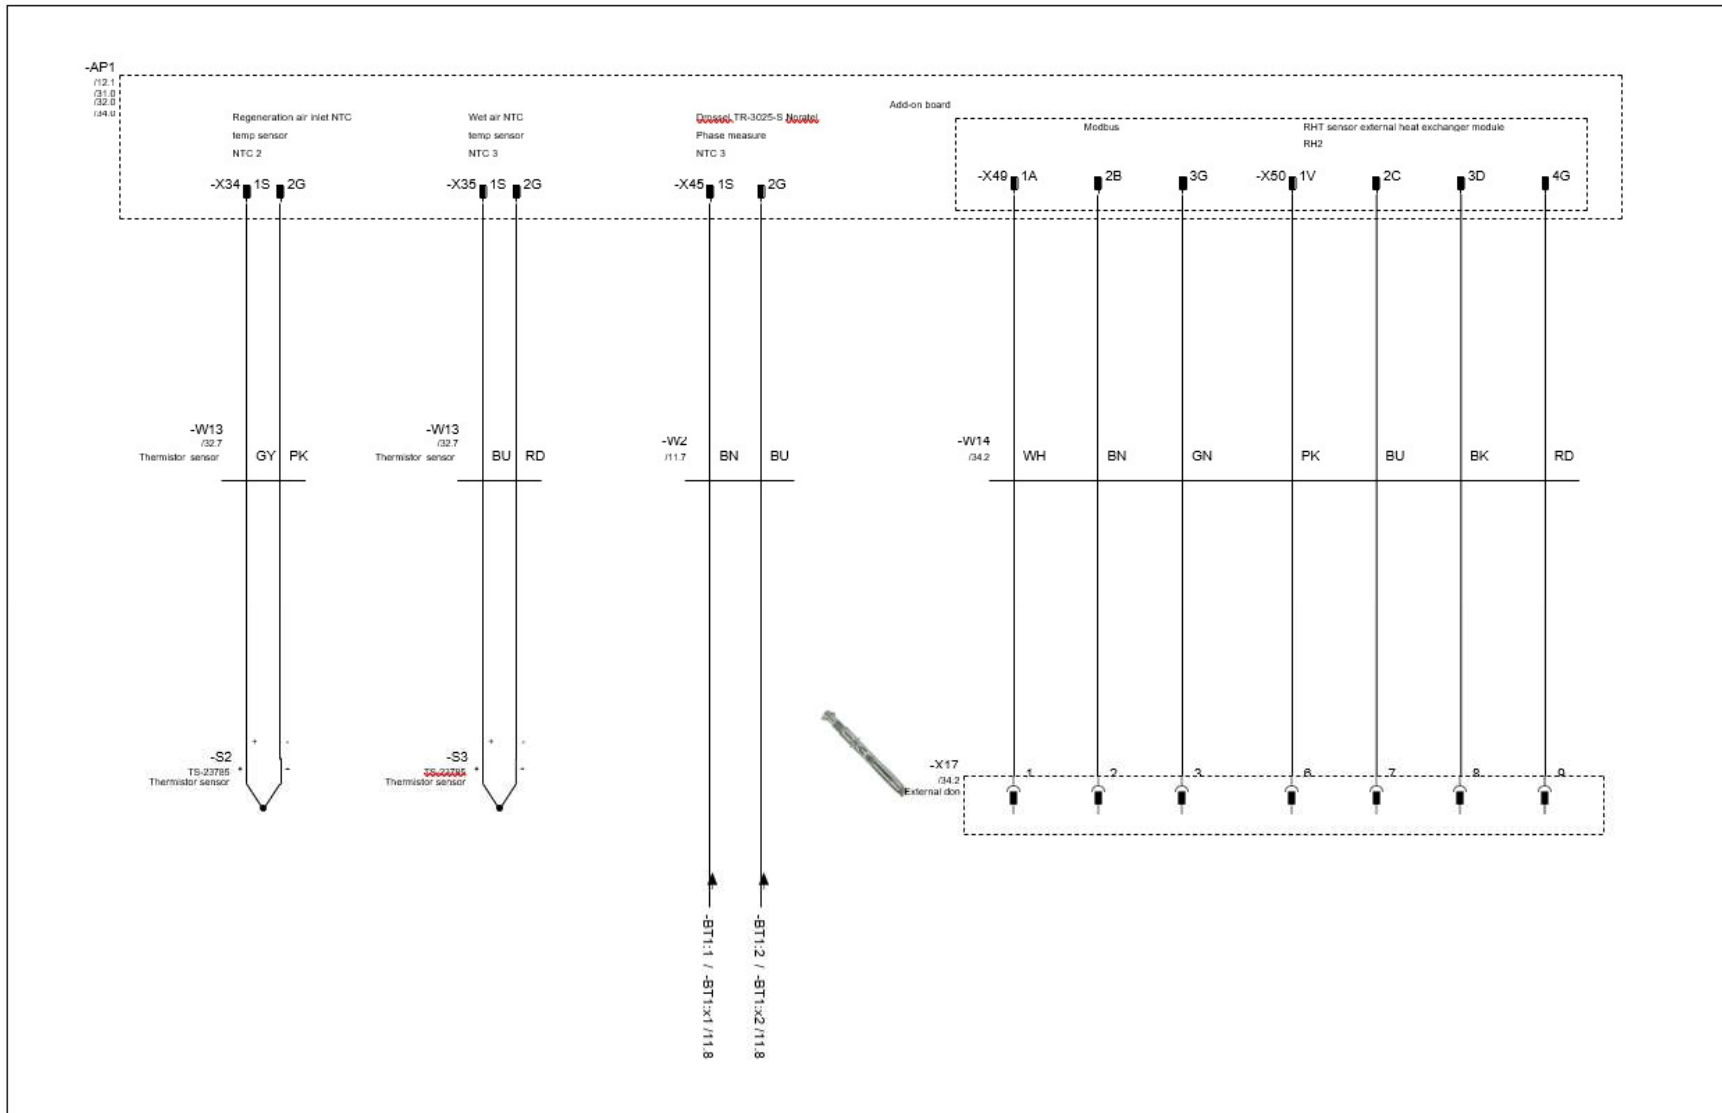 -AP1
/12.1
/31.0
/32.0
/34.0
Add-on board
Regeneration air inlet NTC
temp sensor
NTC 2
Wet air NTC
temp sensor
NTC 3
Drossel TR-3025-S Noratel
Phase measure
NTC 3
Modbus
RHT sensor external heat exchanger module
RH2
-X34 1S 2G
-X35 1S 2G
-X45 1S 2G
-X49 1A 2B 3G
-X50 1V 2C 3D 4G
-W13
/32.7
Thermistor sensor
GY PK
-W13
/32.7
Thermistor sensor
BU RD
-W2
/11.7
BN BU
-W14
/34.2
WH BN GN PK BU BK RD
+ -
-S2
TS-23785
Thermistor sensor
+ -
-S3
TS-23785
Thermistor sensor
-X17
/34.2
External don
1 2 3 6 7 8 9
-BT1:1 / -BT1:x1 /11.8
-BT1:2 / -BT1:x2 /11.8